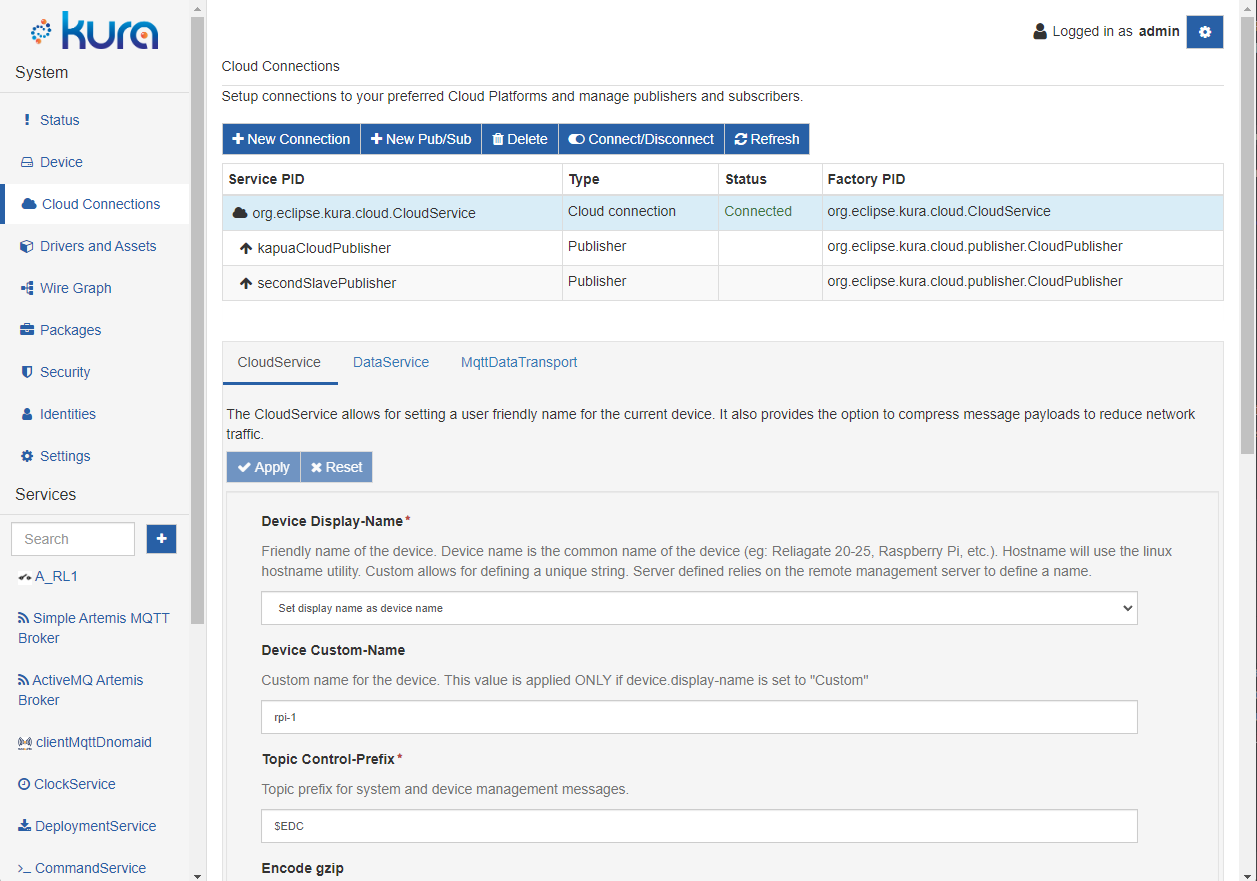 kura
Logged in as admin
System
Status
Device
Cloud Connections
Drivers and Assets
Wire Graph
Packages
Security
Identities
Settings
Services
Search
A_RL1
Simple Artemis MQTT
Broker
ActiveMQ Artemis
Broker
clientMqttDnomaid
ClockService
DeploymentService
>_ CommandService
Cloud Connections
Setup connections to your preferred Cloud Platforms and manage publishers and subscribers.
New Connection New Pub/Sub Delete Connect/Disconnect Refresh
Service PID Type Status Factory PID
org.eclipse.kura.cloud.CloudService Cloud connection Connected org.eclipse.kura.cloud.CloudService
kapuaCloudPublisher Publisher org.eclipse.kura.cloud.publisher.CloudPublisher
secondSlavePublisher Publisher org.eclipse.kura.cloud.publisher.CloudPublisher
CloudService DataService MqttDataTransport
The CloudService allows for setting a user friendly name for the current device. It also provides the option to compress message payloads to reduce network
traffic.
Apply Reset
Device Display-Name*
Friendly name of the device. Device name is the common name of the device (eg: Reliagate 20-25, Raspberry Pi, etc.). Hostname will use the linux
hostname utility. Custom allows for defining a unique string. Server defined relies on the remote management server to define a name.
Set display name as device name
Device Custom-Name
Custom name for the device. This value is applied ONLY if device.display-name is set to "Custom"
rpi-1
Topic Control-Prefix*
Topic prefix for system and device management messages.
$EDC
Encode gzip